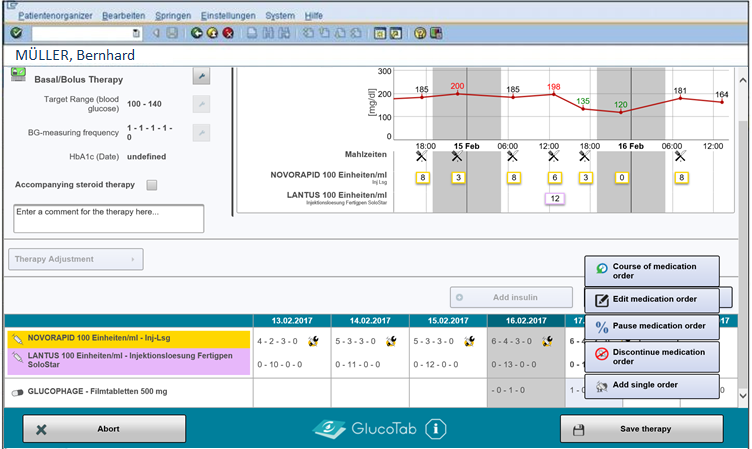 Patientenorganizer Bearbeiten Springen Einstellungen System Hilfe
MÜLLER, Bernhard
Basal/Bolus Therapy
Target Range (blood glucose) 100 - 140
BG-measuring frequency 1 - 1 - 1 - 1 - 0
HbA1c (Date) undefined
Accompanying steroid therapy
Enter a comment for the therapy here...
[mg/dl]
300
200
100
0
185 200 185 198 135 120 181 164
18:00 15 Feb 06:00 12:00 18:00 16 Feb 06:00 12:00
Mahlzeiten
NOVORAPID 100 Einheiten/ml
Inj Lsg
8 3 8 6 3 0 8
LANTUS 100 Einheiten/ml
Injektionsloesung Fertigpen SoloStar
12
Therapy Adjustment
Add insulin
Course of medication order
Edit medication order
Pause medication order
Discontinue medication order
Add single order
13.02.2017 14.02.2017 15.02.2017 16.02.2017 17.
NOVORAPID 100 Einheiten/ml - Inj-Lsg
4 - 2 - 3 - 0 5 - 3 - 3 - 0 5 - 3 - 3 - 0 6 - 4 - 3 - 0 6 -
LANTUS 100 Einheiten/ml - Injektionsloesung Fertigpen SoloStar
0 - 10 - 0 - 0 0 - 11 - 0 - 0 0 - 12 - 0 - 0 0 - 13 - 0 - 0 0 - 1
GLUCOPHAGE - Filmtabletten 500 mg
- 0 - 1 - 0 1 - 0
Abort
GlucoTab
Save therapy